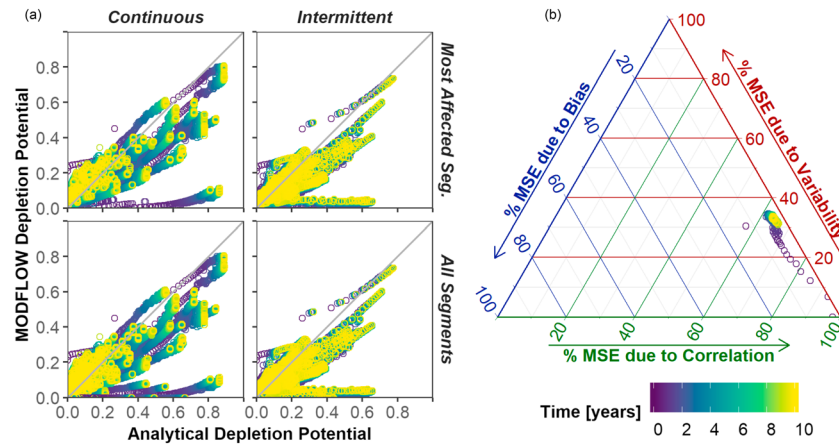 (a)
Continuous
Intermittent
MODFLOW Depletion Potential
1.0
0.8
0.6
0.4
0.2
0.0
1.0
0.8
0.6
0.4
0.2
0.0
Most Affected Seg.
All Segments
0.0 0.2 0.4 0.6 0.8
0.0 0.2 0.4 0.6 0.8
Analytical Depletion Potential
(b)
100
80
60
40
20
% MSE due to Variability
20
40
60
80
100
% MSE due to Bias
20 40 60 80 100
% MSE due to Correlation
Time [years]
0 2 4 6 8 10